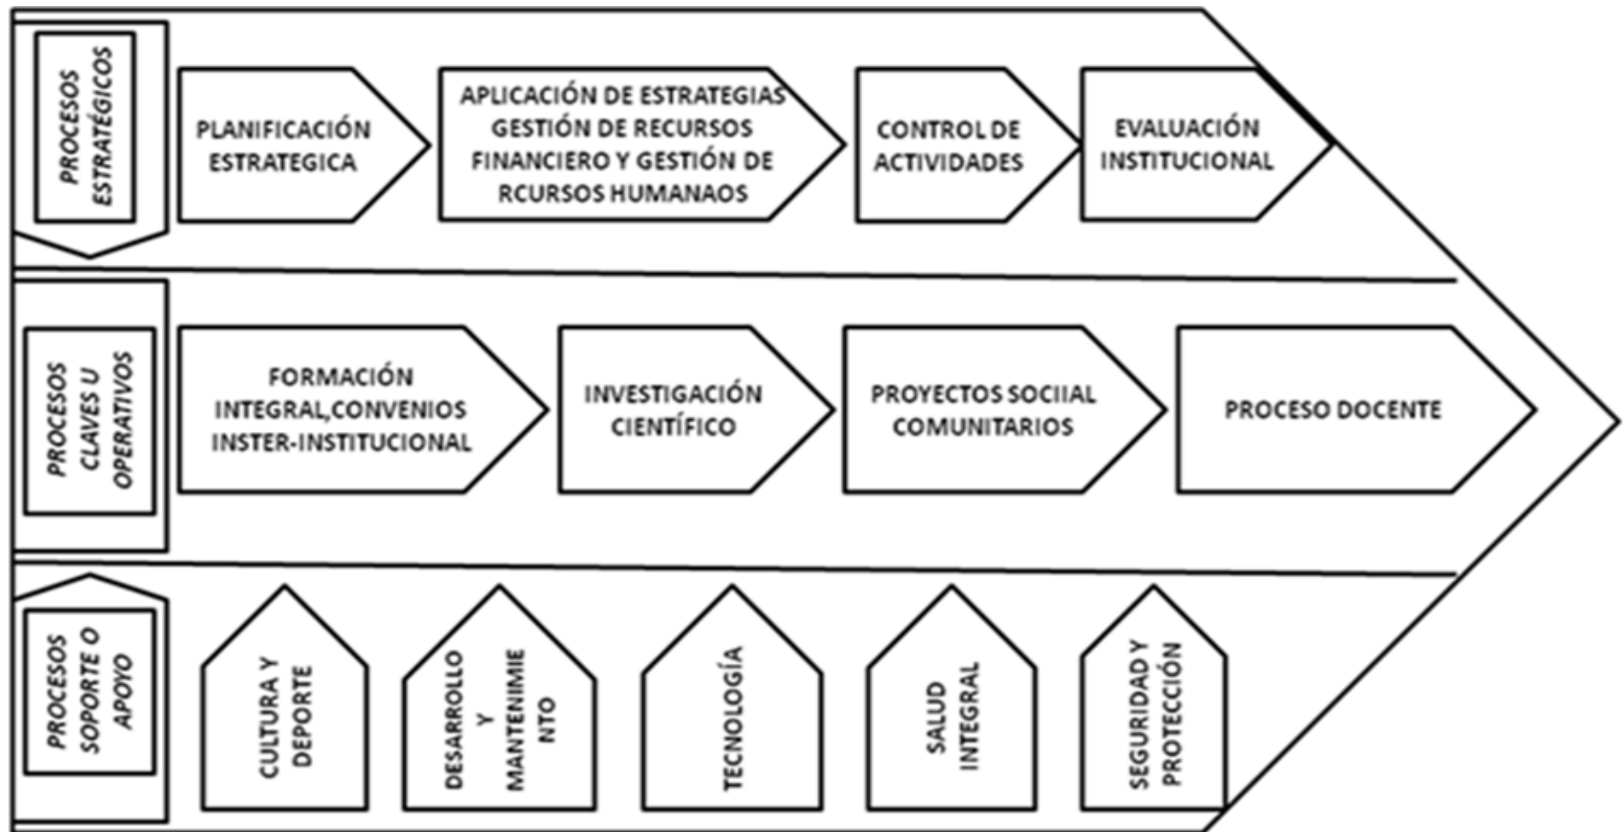 PROCESOS
ESTRATÉGICOS
PLANIFICACIÓN
ESTRATEGICA
APLICACIÓN DE ESTRATEGIAS
GESTIÓN DE RECURSOS
FINANCIERO Y GESTIÓN DE
RCURSOS HUMANAOS
CONTROL DE
ACTIVIDADES
EVALUACIÓN
INSTITUCIONAL
PROCESOS
CLAVES U
OPERATIVOS
FORMACIÓN
INTEGRAL,CONVENIOS
INSTER-INSTITUCIONAL
INVESTIGACIÓN
CIENTÍFICO
PROYECTOS SOCIIAL
COMUNITARIOS
PROCESO DOCENTE
PROCESOS
SOPORTE O
APOYO
CULTURA Y
DEPORTE
DESARROLLO
Y
MANTENIMIE
NTO
TECNOLOGÍA
SALUD
INTEGRAL
SEGURIDAD Y
PROTECCIÓN